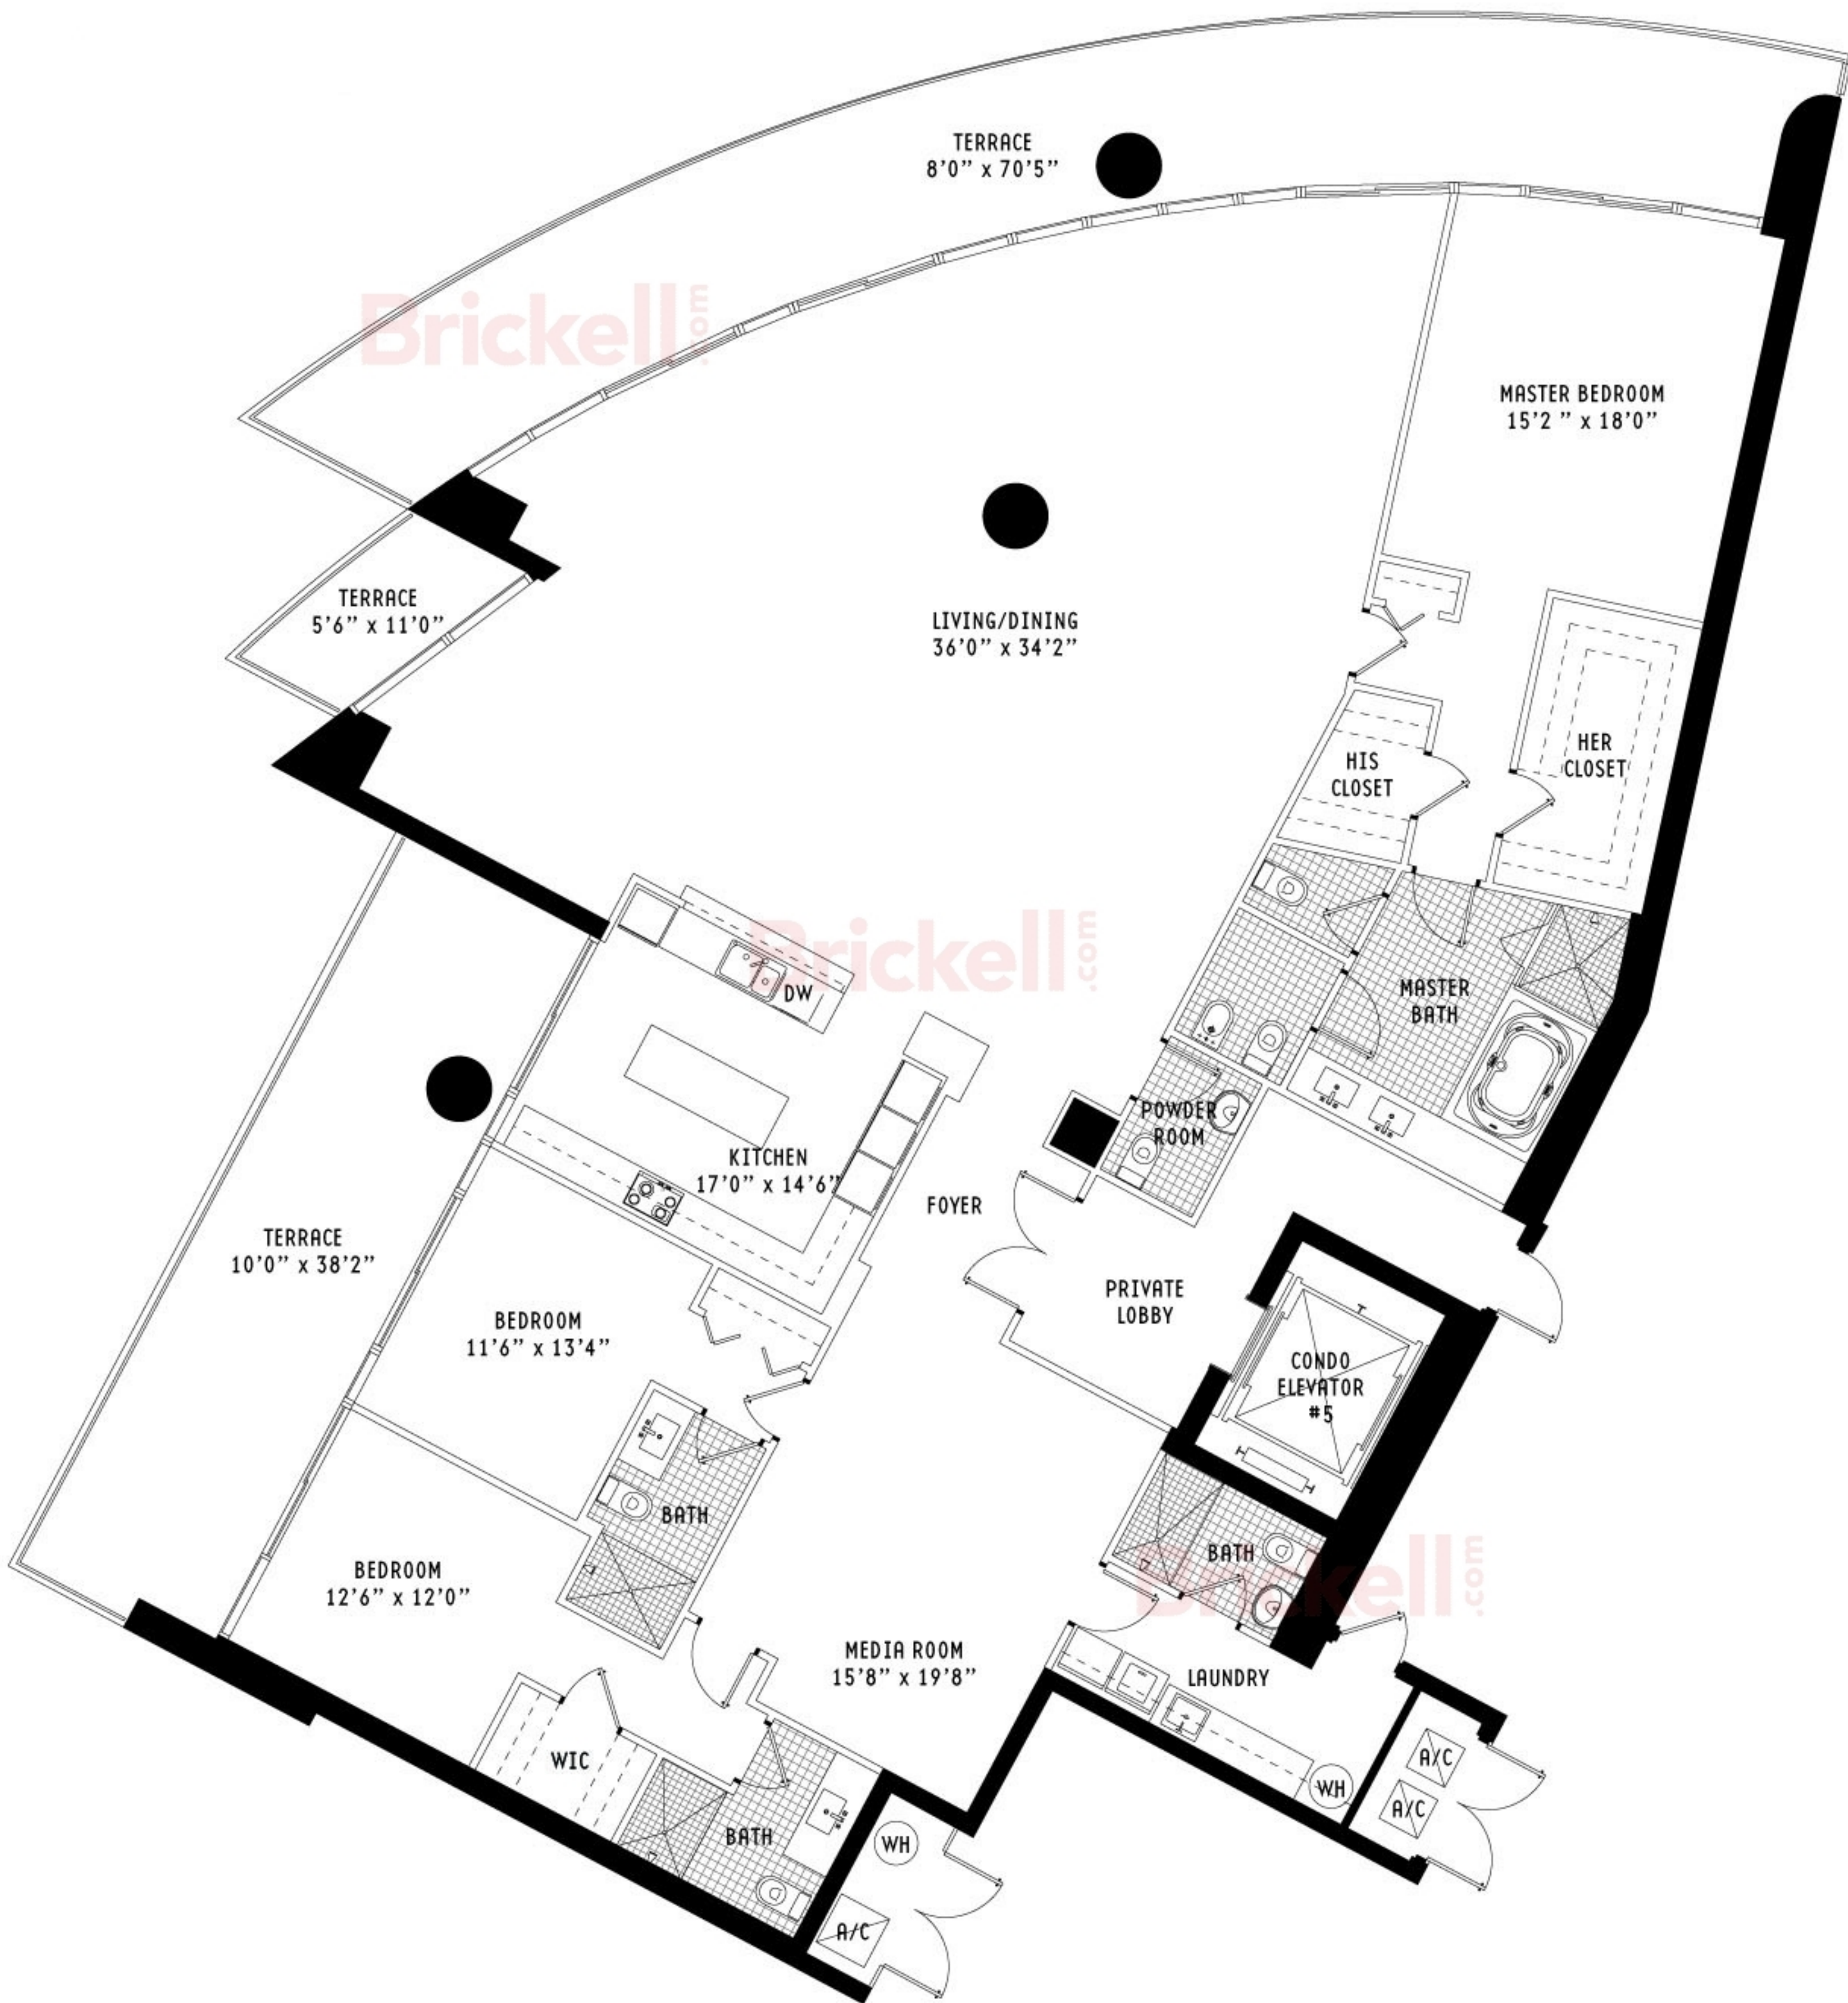 TERRACE
8'0" x 70'5"
Brickell.com
MASTER BEDROOM
15'2 " x 18'0"
TERRACE
5'6" x 11'0"
LIVING/DINING
36'0" x 34'2"
HIS
CLOSET
HER
CLOSET
Brickell.com
DW
MASTER
BATH
POWDER
ROOM
KITCHEN
17'0" x 14'6"
FOYER
TERRACE
10'0" x 38'2"
PRIVATE
LOBBY
BEDROOM
11'6" x 13'4"
CONDO
ELEVATOR
#5
BATH
BATH
Brickell.com
BEDROOM
12'6" x 12'0"
MEDIA ROOM
15'8" x 19'8"
LAUNDRY
WIC
A/C
WH
A/C
BATH
WH
A/C